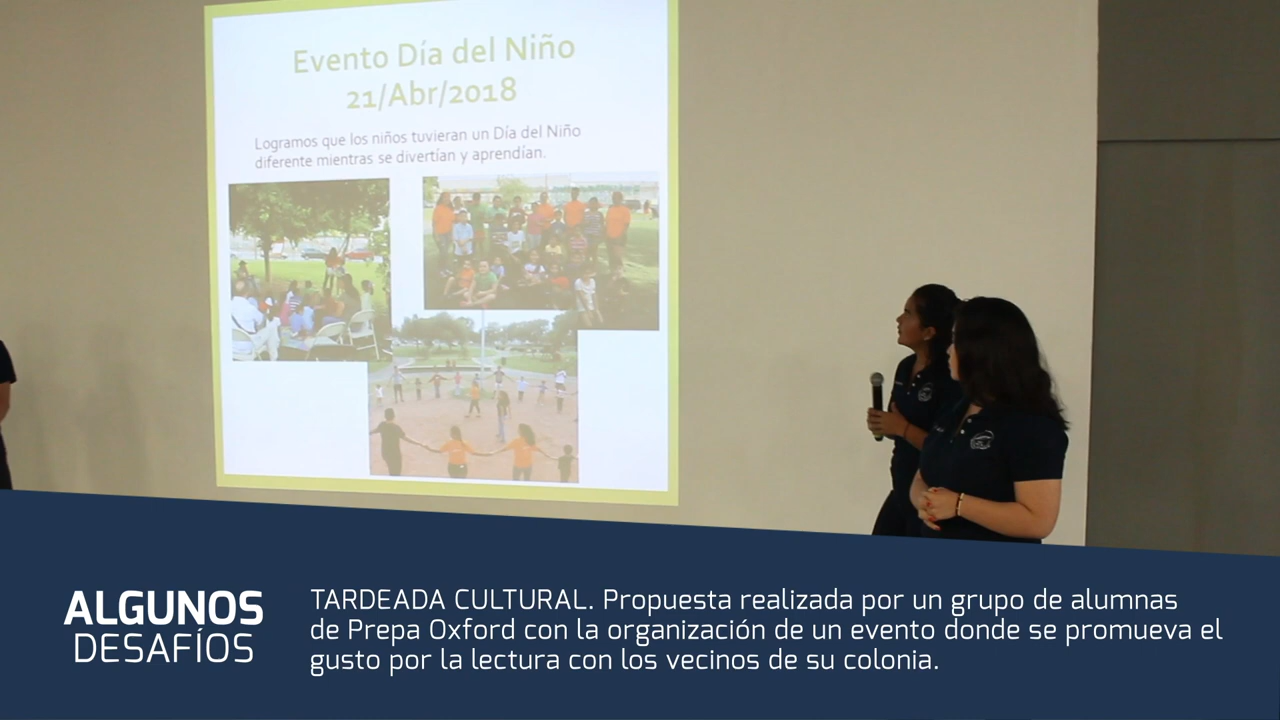 Evento Día del Niño
21/Abr/2018
Logramos que los niños tuvieran un Día del Niño
diferente mientras se divertían y aprendían.
ALGUNOS
DESAFÍOS
TARDEADA CULTURAL. Propuesta realizada por un grupo de alumnas
de Prepa Oxford con la organización de un evento donde se promueva el
gusto por la lectura con los vecinos de su colonia.